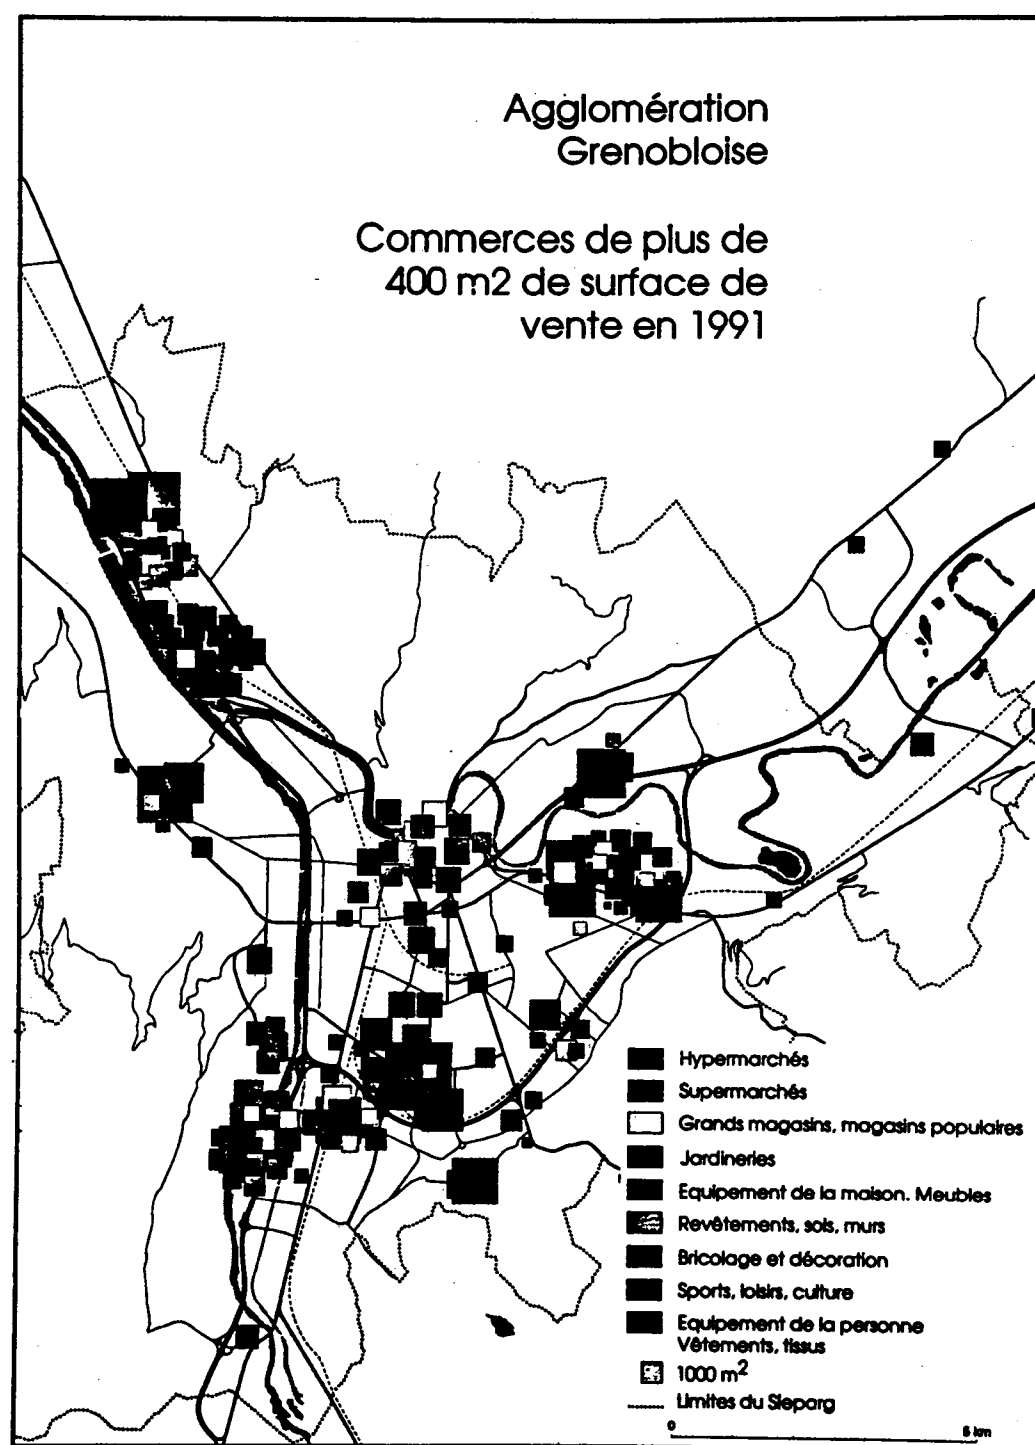 Agglomération
Grenobloise
Commerces de plus de
400 m2 de surface de
vente en 1991
Hypermarchés
Supermarchés
Grands magasins, magasins populaires
Jardineries
Equipement de la maison. Meubles
Revêtements, sols, murs
Bricolage et décoration
Sports, loisirs, culture
Equipement de la personne
Vêtements, tissus
1000 m2
Limites du Sieparg
0 5 km